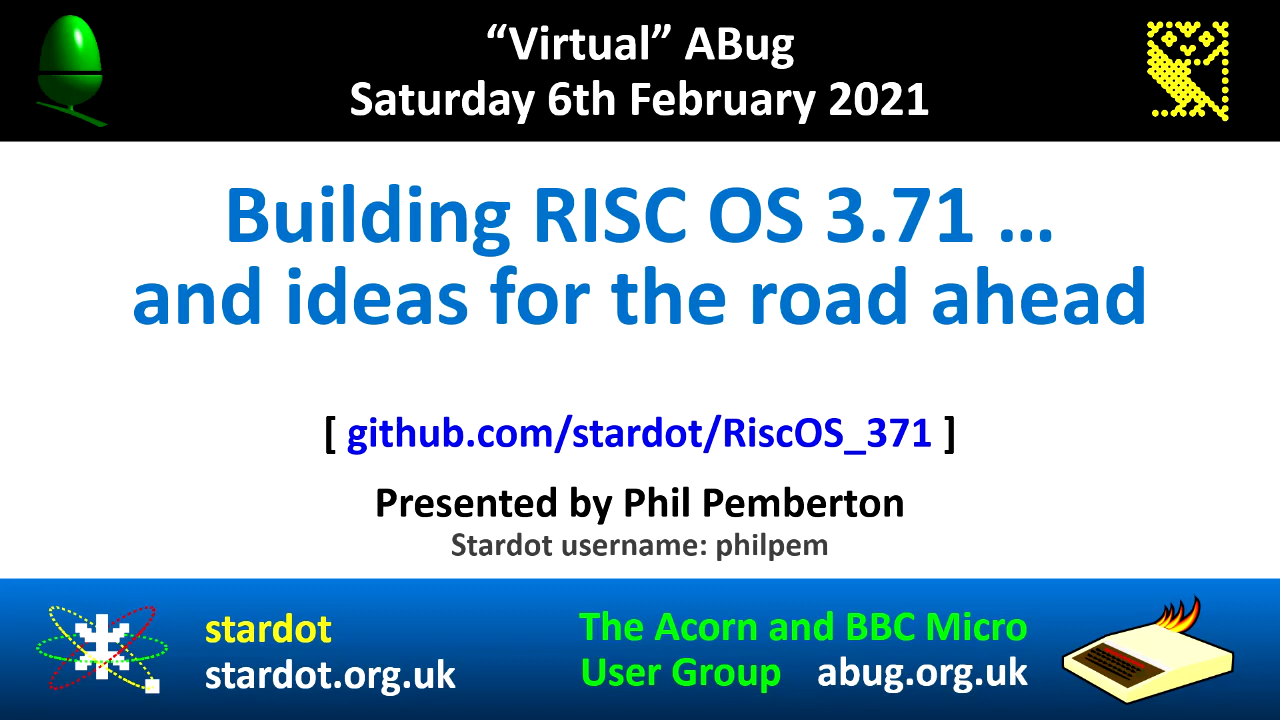 “Virtual” ABug
Saturday 6th February 2021
Building RISC OS 3.71 …
and ideas for the road ahead
[ github.com/stardot/RiscOS_371 ]
Presented by Phil Pemberton
Stardot username: philpem
stardot
stardot.org.uk
The Acorn and BBC Micro
User Group abug.org.uk